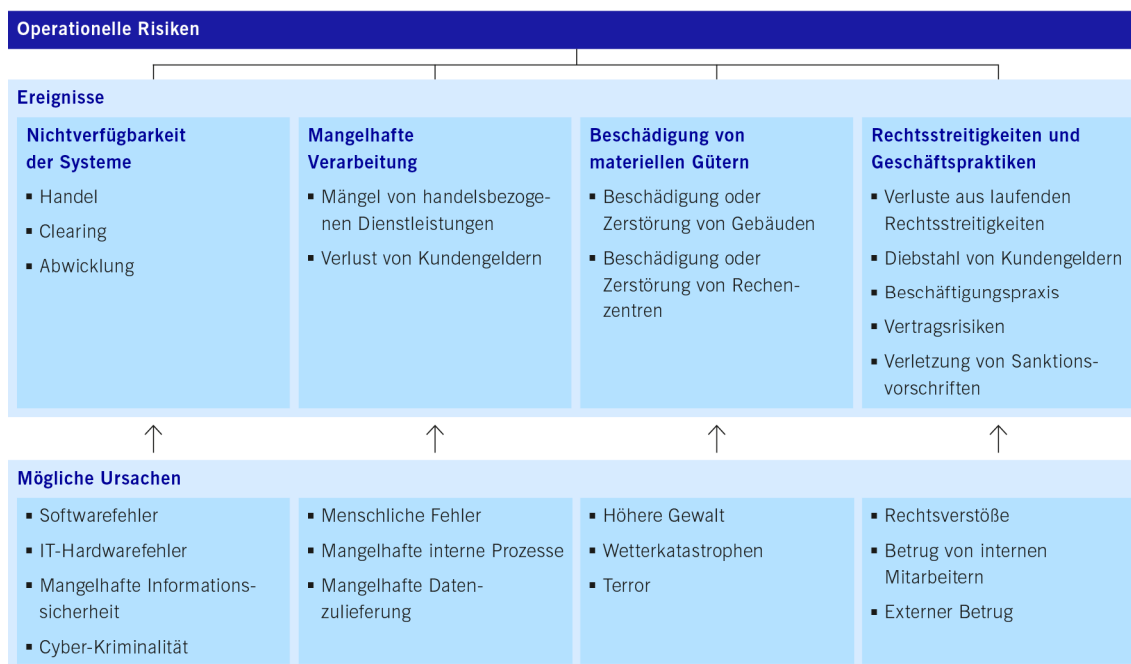 Operationelle Risiken
Ereignisse
Nichtverfügbarkeit
der Systeme
▪ Handel
▪ Clearing
▪ Abwicklung
Mangelhafte
Verarbeitung
▪ Mängel von handelsbezoge-
nen Dienstleistungen
▪ Verlust von Kundengeldern
Beschädigung von
materiellen Gütern
▪ Beschädigung oder
Zerstörung von Gebäuden
▪ Beschädigung oder
Zerstörung von Rechen-
zentren
Rechtsstreitigkeiten und
Geschäftspraktiken
▪ Verluste aus laufenden
Rechtsstreitigkeiten
▪ Diebstahl von Kundengeldern
▪ Beschäftigungspraxis
▪ Vertragsrisiken
▪ Verletzung von Sanktions-
vorschriften
Mögliche Ursachen
▪ Softwarefehler
▪ IT-Hardwarefehler
▪ Mangelhafte Informations-
sicherheit
▪ Cyber-Kriminalität
▪ Menschliche Fehler
▪ Mangelhafte interne Prozesse
▪ Mangelhafte Daten-
zulieferung
▪ Höhere Gewalt
▪ Wetterkatastrophen
▪ Terror
▪ Rechtsverstöße
▪ Betrug von internen
Mitarbeitern
▪ Externer Betrug